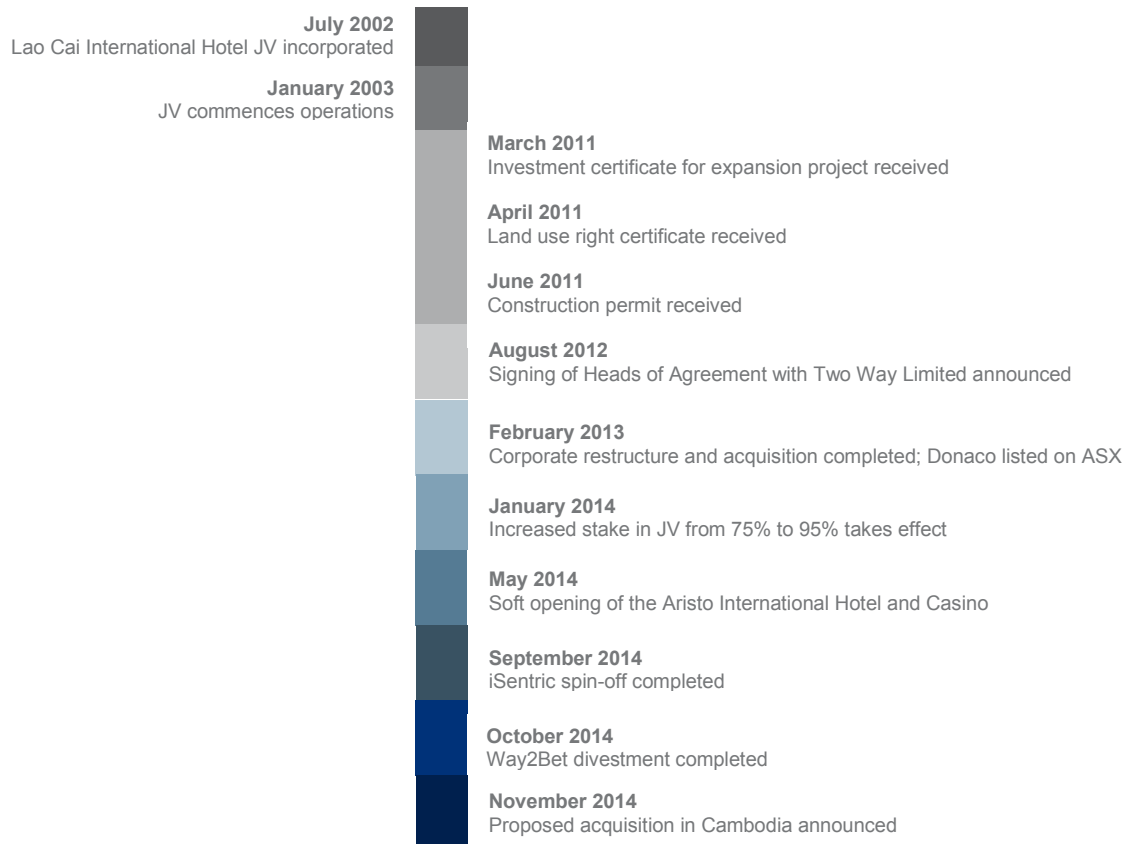 July 2002
Lao Cai International Hotel JV incorporated
January 2003
JV commences operations
March 2011
Investment certificate for expansion project received
April 2011
Land use right certificate received
June 2011
Construction permit received
August 2012
Signing of Heads of Agreement with Two Way Limited announced
February 2013
Corporate restructure and acquisition completed; Donaco listed on ASX
January 2014
Increased stake in JV from 75% to 95% takes effect
May 2014
Soft opening of the Aristo International Hotel and Casino
September 2014
iSentric spin-off completed
October 2014
Way2Bet divestment completed
November 2014
Proposed acquisition in Cambodia announced